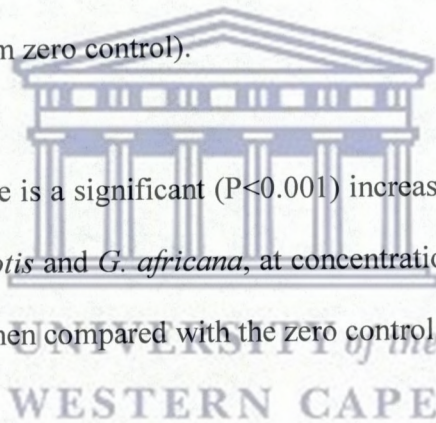 m zero control).
e is a significant (P<0.001) increas
otis and G. africana, at concentratio
hen compared with the zero control
UNIVERSITY of the
WESTERN CAPE